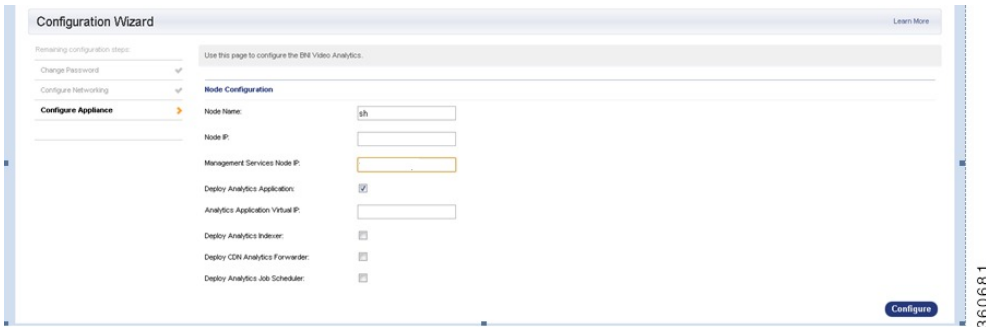 Configuration Wizard
Learn More
Remaining configuration steps:
Change Password
Configure Networking
Configure Appliance
Use this page to configure the BNI Video Analytics.
Node Configuration
Node Name:
sh
Node IP:
Management Services Node IP:
Deploy Analytics Application:
Analytics Application Virtual IP:
Deploy Analytics Indexer:
Deploy CDN Analytics Forwarder:
Deploy Analytics Job Scheduler:
Configure
360681